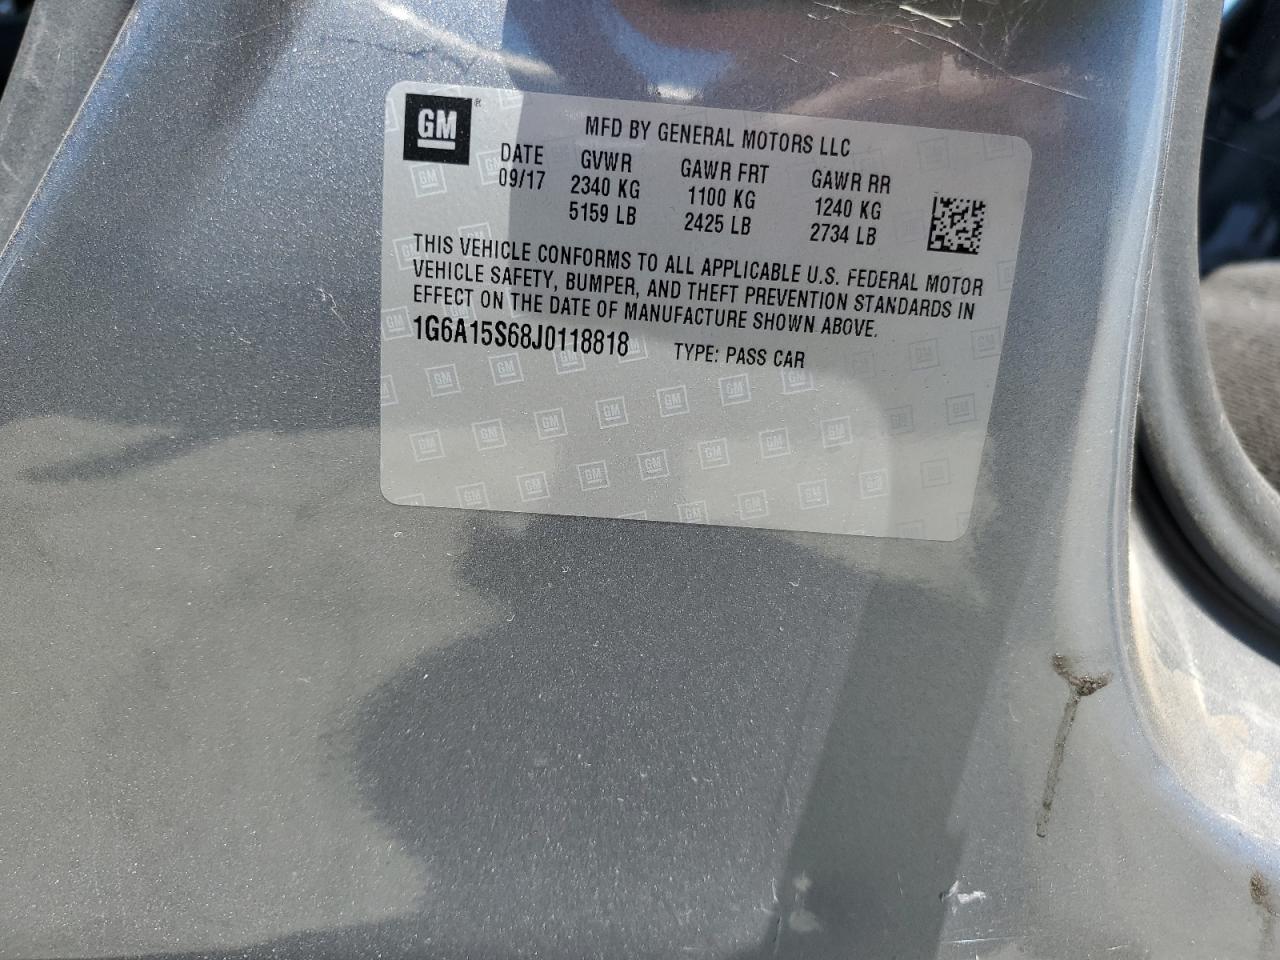 GM
MFD BY GENERAL MOTORS LLC
DATE GVWR GAWR FRT GAWR RR
09/17 2340 KG 1100 KG 1240 KG
5159 LB 2425 LB 2734 LB
THIS VEHICLE CONFORMS TO ALL APPLICABLE U.S. FEDERAL MOTOR
VEHICLE SAFETY, BUMPER, AND THEFT PREVENTION STANDARDS IN
EFFECT ON THE DATE OF MANUFACTURE SHOWN ABOVE.
1G6A15S68J0118818 TYPE: PASS CAR